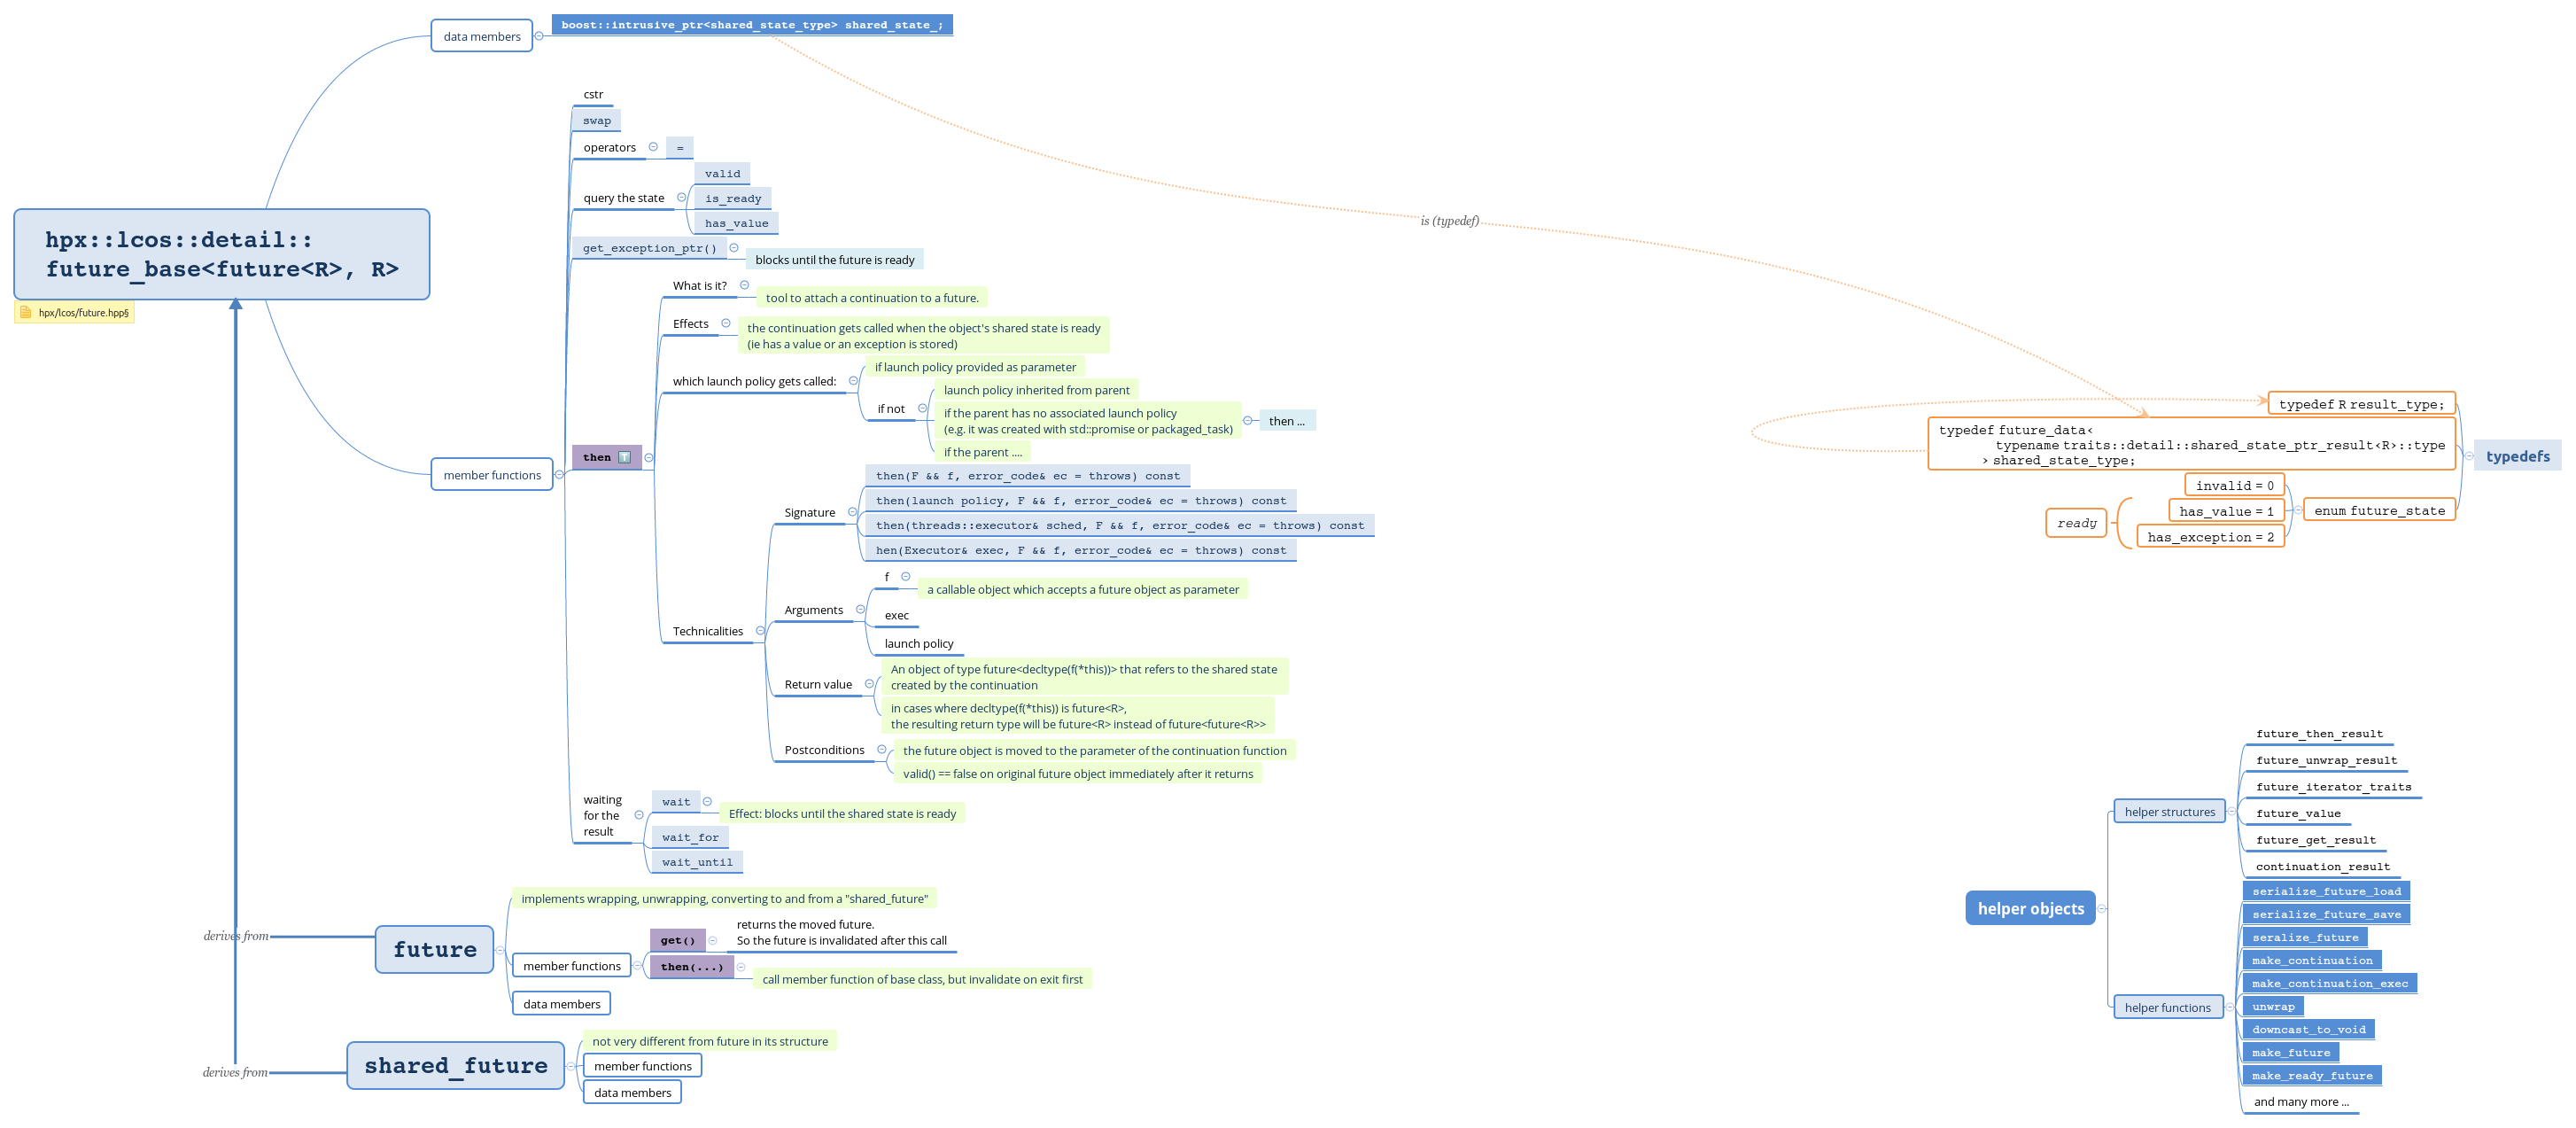 data members
boost::intrusive_ptr<shared_state_type> shared_state_;
hpx::lcos::detail::
future_base<future<R>, R>
hpx/lcos/future.hpp§
member functions
cstr
swap
operators
=
query the state
valid
is_ready
has_value
get_exception_ptr()
blocks until the future is ready
then
T
What is it?
tool to attach a continuation to a future.
Effects
the continuation gets called when the object's shared state is ready
(ie has a value or an exception is stored)
which launch policy gets called:
if launch policy provided as parameter
if not
launch policy inherited from parent
if the parent has no associated launch policy
(e.g. it was created with std::promise or packaged_task)
then ...
if the parent ....
Technicalities
Signature
then(F && f, error_code& ec = throws) const
then(launch policy, F && f, error_code& ec = throws) const
then(threads::executor& sched, F && f, error_code& ec = throws) const
hen(Executor& exec, F && f, error_code& ec = throws) const
Arguments
f
a callable object which accepts a future object as parameter
exec
launch policy
Return value
An object of type future<decltype(f(*this))> that refers to the shared state
created by the continuation
in cases where decltype(f(*this)) is future<R>,
the resulting return type will be future<R> instead of future<future<R>>
Postconditions
the future object is moved to the parameter of the continuation function
valid() == false on original future object immediately after it returns
waiting
for the
result
wait
Effect: blocks until the shared state is ready
wait_for
wait_until
derives from
future
implements wrapping, unwrapping, converting to and from a "shared_future"
member functions
get()
returns the moved future.
So the future is invalidated after this call
then(...)
call member function of base class, but invalidate on exit first
data members
derives from
shared_future
not very different from future in its structure
member functions
data members
is (typedef)
typedefs
typedef R result_type;
typedef future_data<
typename traits::detail::shared_state_ptr_result<R>::type
> shared_state_type;
enum future_state
invalid = 0
has_value = 1
has_exception = 2
ready
helper objects
helper structures
future_then_result
future_unwrap_result
future_iterator_traits
future_value
future_get_result
continuation_result
helper functions
serialize_future_load
serialize_future_save
seralize_future
make_continuation
make_continuation_exec
unwrap
downcast_to_void
make_future
make_ready_future
and many more ...